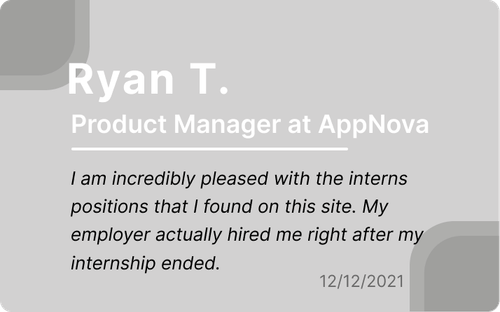 Ryan T.
Product Manager at AppNova
I am incredibly pleased with the interns
positions that I found on this site. My
employer actually hired me right after my
internship ended.
12/12/2021